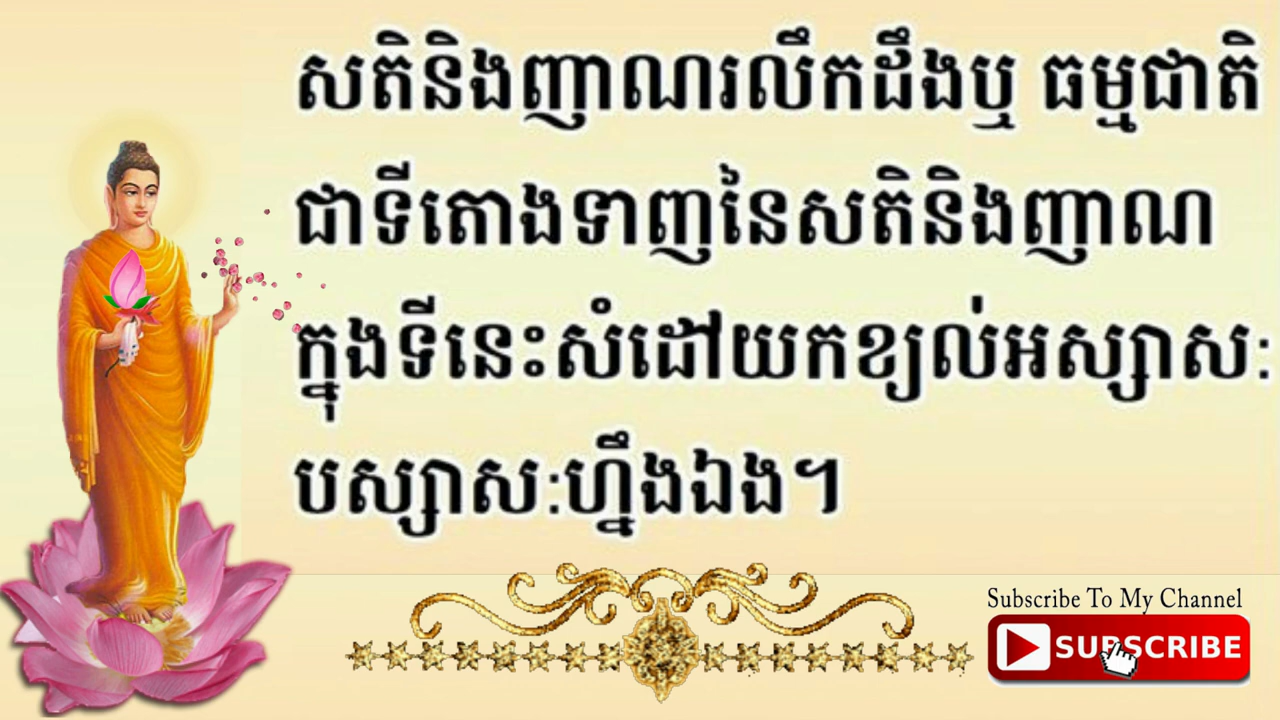 សតិនិងញាណរលឹកដឹងឬ ធម្មជាតិ
ជាទីតោងទាញនៃសតិនិងញាណ
ក្នុងទីនេះសំដៅយកខ្យល់អស្សាសៈ
បស្សាសៈហ្នឹងឯង។
Subscribe To My Channel
SUBSCRIBE